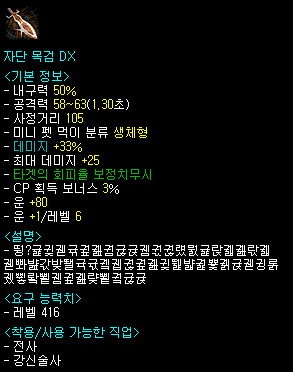 자단 목검 DX
<기본 정보>
- 내구력 50%
- 공격력 58~63(1,30초)
- 사정거리 105
- 미니 펫 먹이 분류 생체형
- 데미지 +33%
- 최대 데미지 +25
- 타겟의 회피율 보정치무시
- CP 획득 보너스 3%
- 운 +80
- 운 +1/레벨 6
<설명>
<요구 능력치>
- 레벨 416
<착용/사용 가능한 직업>
- 전사
- 강신술사